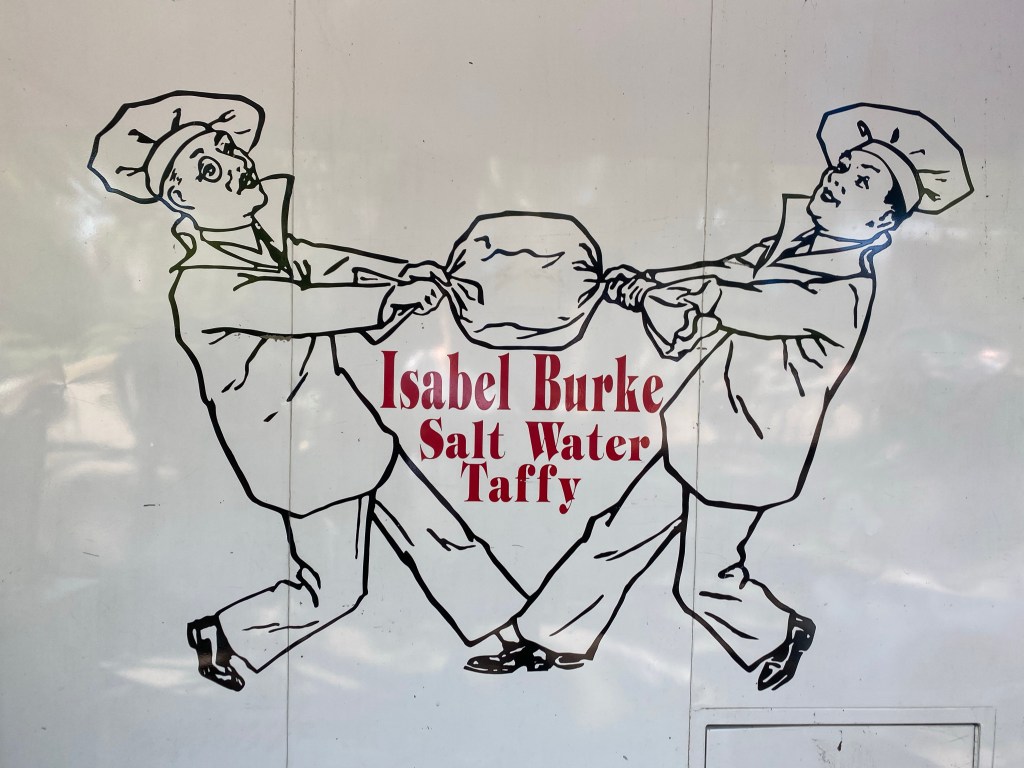 Isabel Burke
Salt Water
Taffy